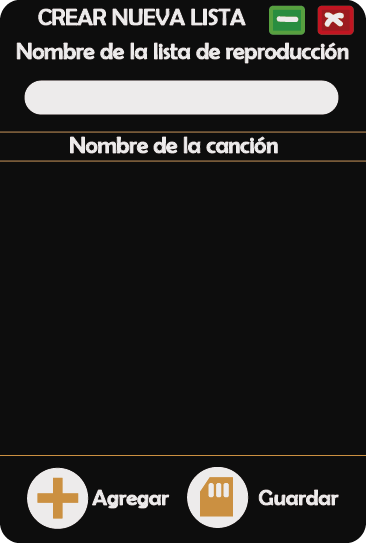 CREAR NUEVA LISTA
Nombre de la lista de reproducción
Nombre de la canción
Agregar
Guardar